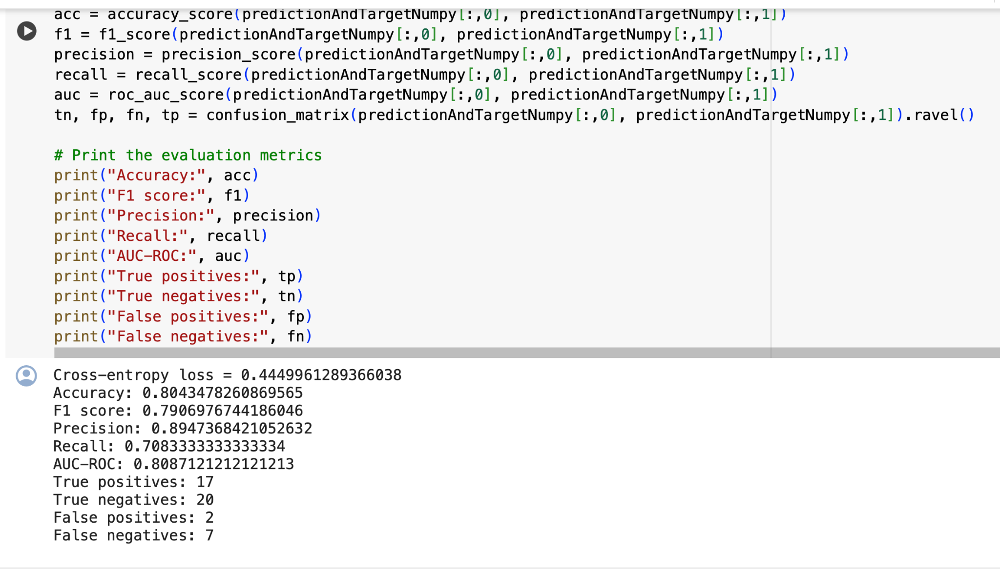 acc = accuracy_score(predictionAndTargetNumpy[:,0], predictionAndTargetNumpy[:,1])
f1 = f1_score(predictionAndTargetNumpy[:,0], predictionAndTargetNumpy[:,1])
precision = precision_score(predictionAndTargetNumpy[:,0], predictionAndTargetNumpy[:,1])
recall = recall_score(predictionAndTargetNumpy[:,0], predictionAndTargetNumpy[:,1])
auc = roc_auc_score(predictionAndTargetNumpy[:,0], predictionAndTargetNumpy[:,1])
tn, fp, fn, tp = confusion_matrix(predictionAndTargetNumpy[:,0], predictionAndTargetNumpy[:,1]).ravel()
# Print the evaluation metrics
print("Accuracy:", acc)
print("F1 score:", f1)
print("Precision:", precision)
print("Recall:", recall)
print("AUC-ROC:", auc)
print("True positives:", tp)
print("True negatives:", tn)
print("False positives:", fp)
print("False negatives:", fn)
Cross-entropy loss = 0.4449961289366038
Accuracy: 0.8043478260869565
F1 score: 0.7906976744186046
Precision: 0.8947368421052632
Recall: 0.7083333333333334
AUC-ROC: 0.8087121212121213
True positives: 17
True negatives: 20
False positives: 2
False negatives: 7